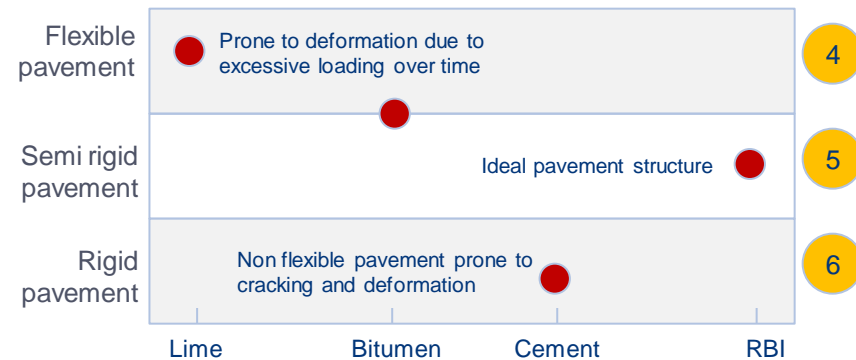 Flexible
pavement
Prone to deformation due to
excessive loading over time
4
Semi rigid
pavement
Ideal pavement structure
5
Rigid
pavement
Non flexible pavement prone to
cracking and deformation
6
Lime
Bitumen
Cement
RBI